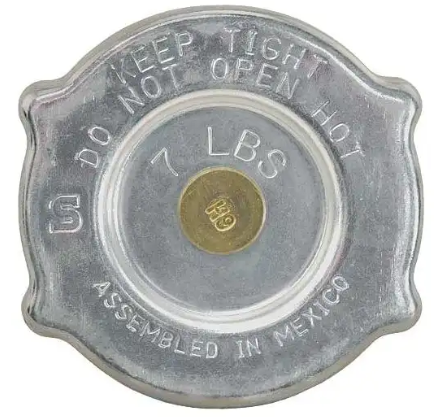 KEEP TIGHT
DO NOT OPEN HOT
7 LBS
ASSEMBLED IN MEXICO